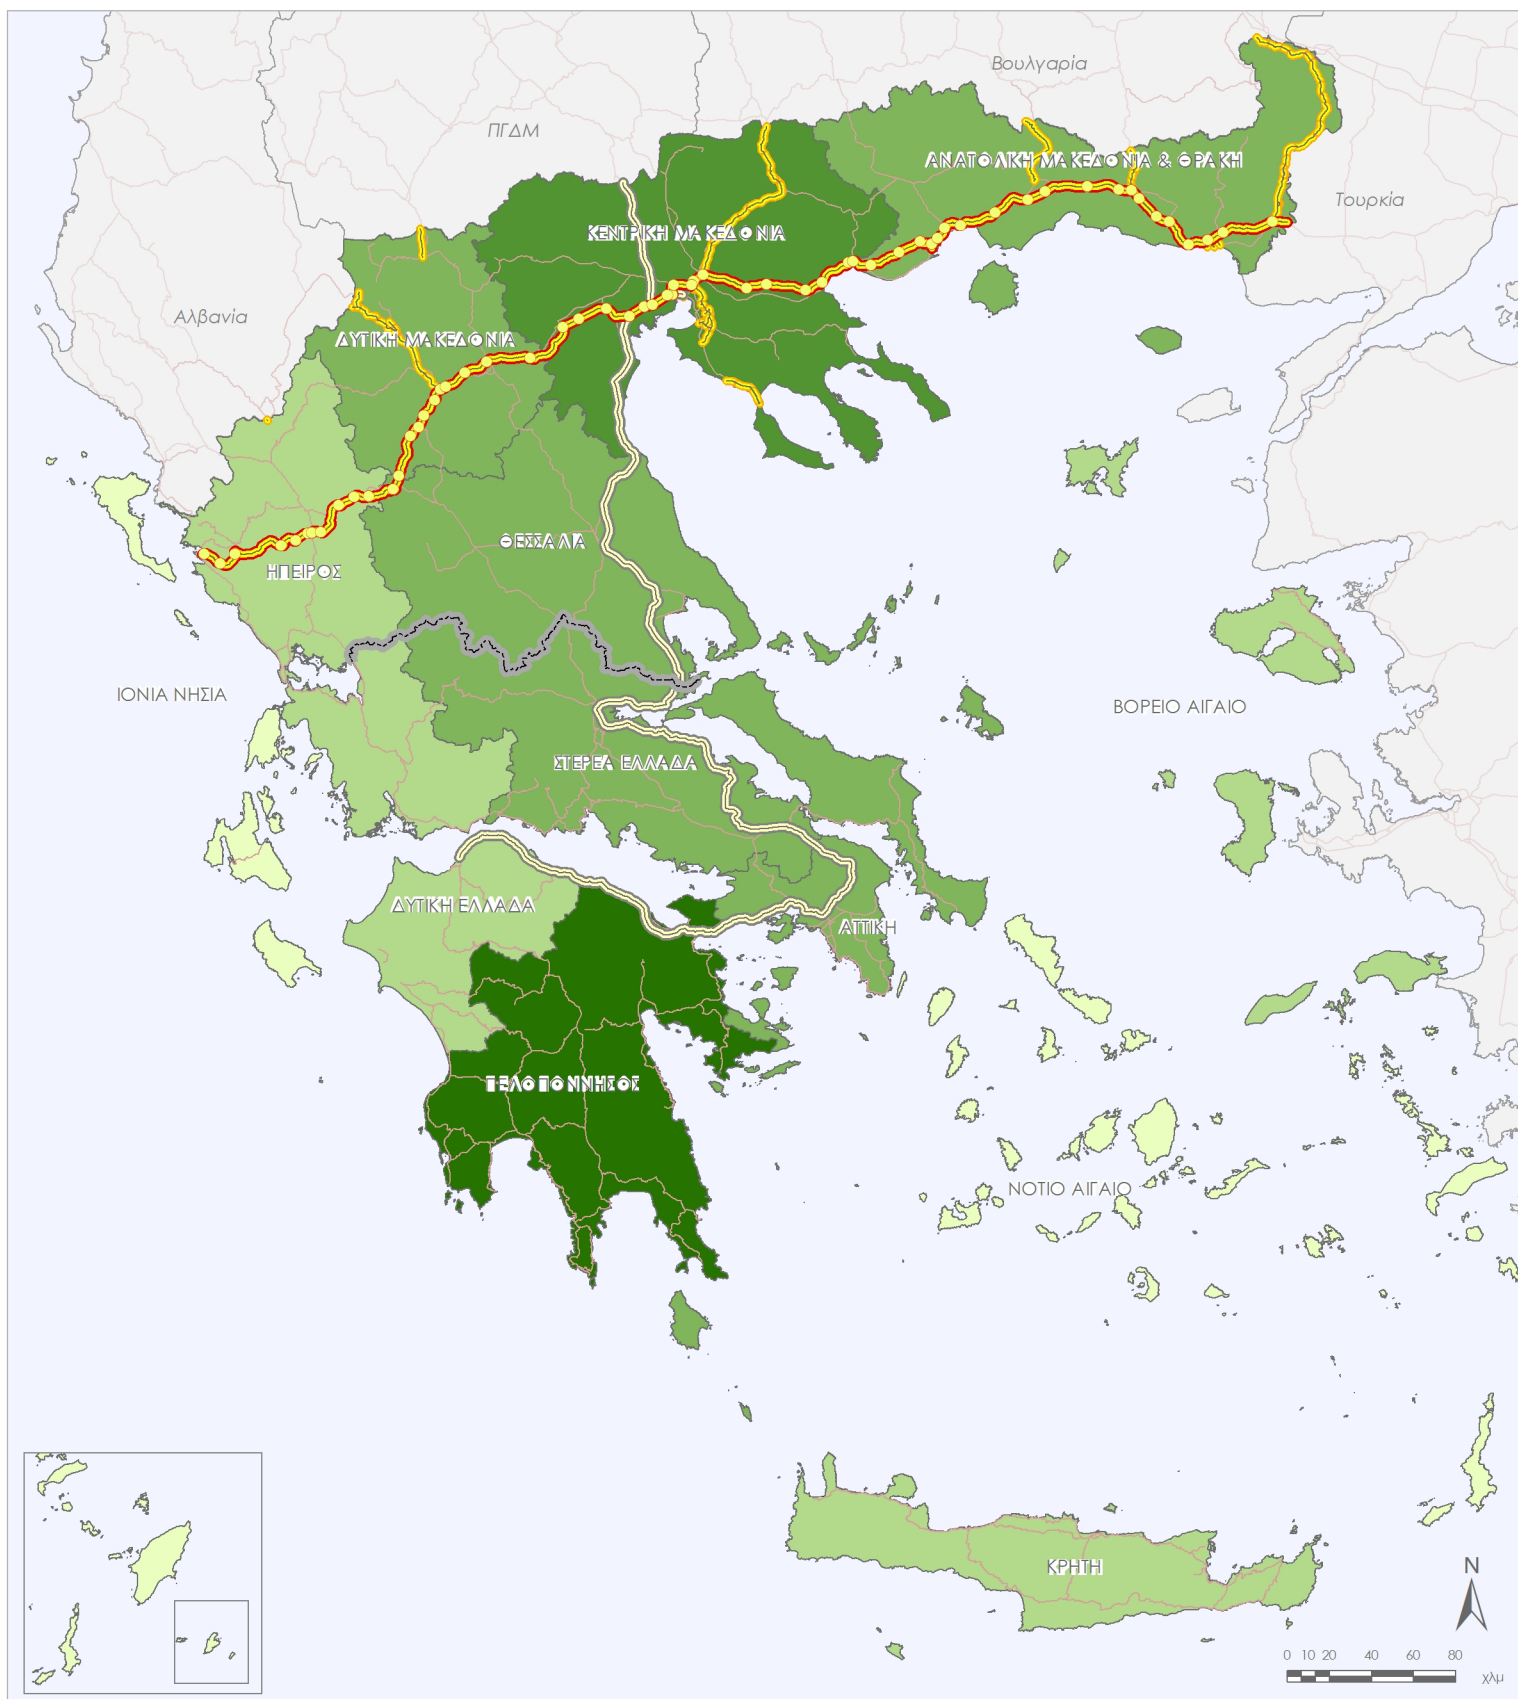 Βουλγαρία
ΠΓΔΜ
ΑΝΑΤΟΛΙΚΗ ΜΑΚΕΔΟΝΙΑ & ΘΡΑΚΗ
Τουρκία
ΚΕΝΤΡΙΚΗ ΜΑΚΕΔΟΝΙΑ
Αλβανία
ΔΥΤΙΚΗ ΜΑΚΕΔΟΝΙΑ
ΘΕΣΣΑΛΙΑ
ΗΠΕΙΡΟΣ
ΙΟΝΙΑ ΝΗΣΙΑ
ΒΟΡΕΙΟ ΑΙΓΑΙΟ
ΣΤΕΡΕΑ ΕΛΛΑΔΑ
ΔΥΤΙΚΗ ΕΛΛΑΔΑ
ΑΤΤΙΚΗ
ΠΕΛΟΠΟΝΝΗΣΟΣ
ΝΟΤΙΟ ΑΙΓΑΙΟ
ΚΡΗΤΗ
N
0 10 20 40 60 80
χλμ